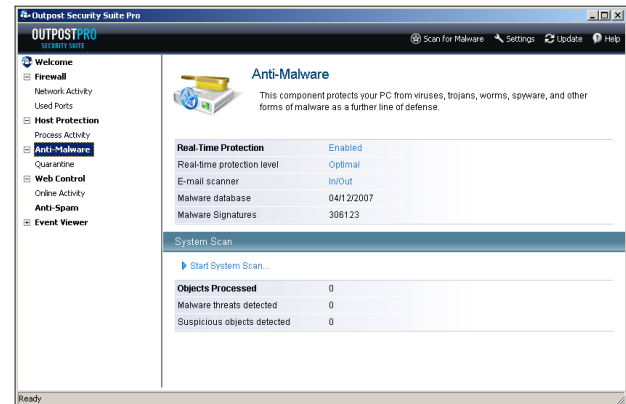 Outpost Security Suite Pro
OUTPOSTPRO
SECURITY SUITE
Scan for Malware Settings Update Help
Welcome
Firewall
Network Activity
Used Ports
Host Protection
Process Activity
Anti-Malware
Quarantine
Web Control
Online Activity
Anti-Spam
Event Viewer
Anti-Malware
This component protects your PC from viruses, trojans, worms, spyware, and other
forms of malware as a further line of defense.
Real-Time Protection Enabled
Real-time protection level Optimal
E-mail scanner In/Out
Malware database 04/12/2007
Malware Signatures 306123
System Scan
Start System Scan...
Objects Processed 0
Malware threats detected 0
Suspicious objects detected 0
Ready